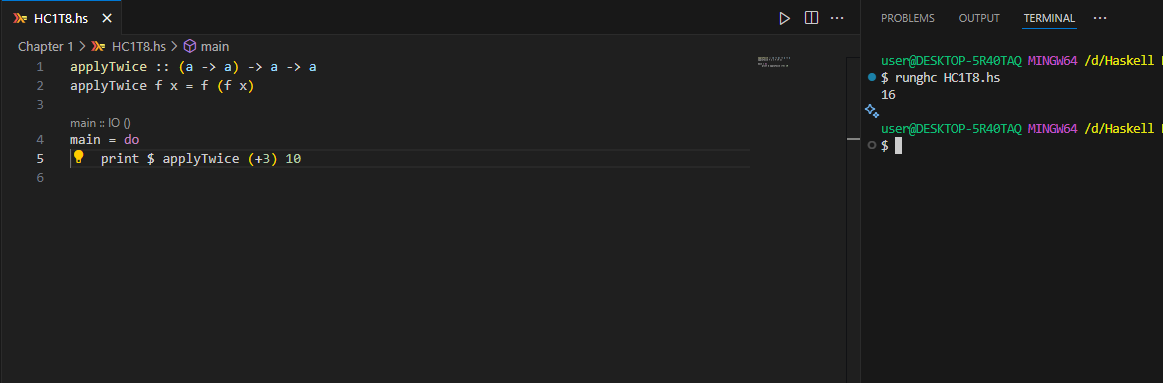 HC1T8.hs
Chapter 1 > HC1T8.hs > main
1 applyTwice :: (a -> a) -> a -> a
2 applyTwice f x = f (f x)
3
main :: IO ()
4 main = do
5 print $ applyTwice (+3) 10
6
PROBLEMS OUTPUT TERMINAL ...
user@DESKTOP-5R40TAQ MINGW64 /d/Haskell
$ runghc HC1T8.hs
16
user@DESKTOP-5R40TAQ MINGW64 /d/Haskell
$